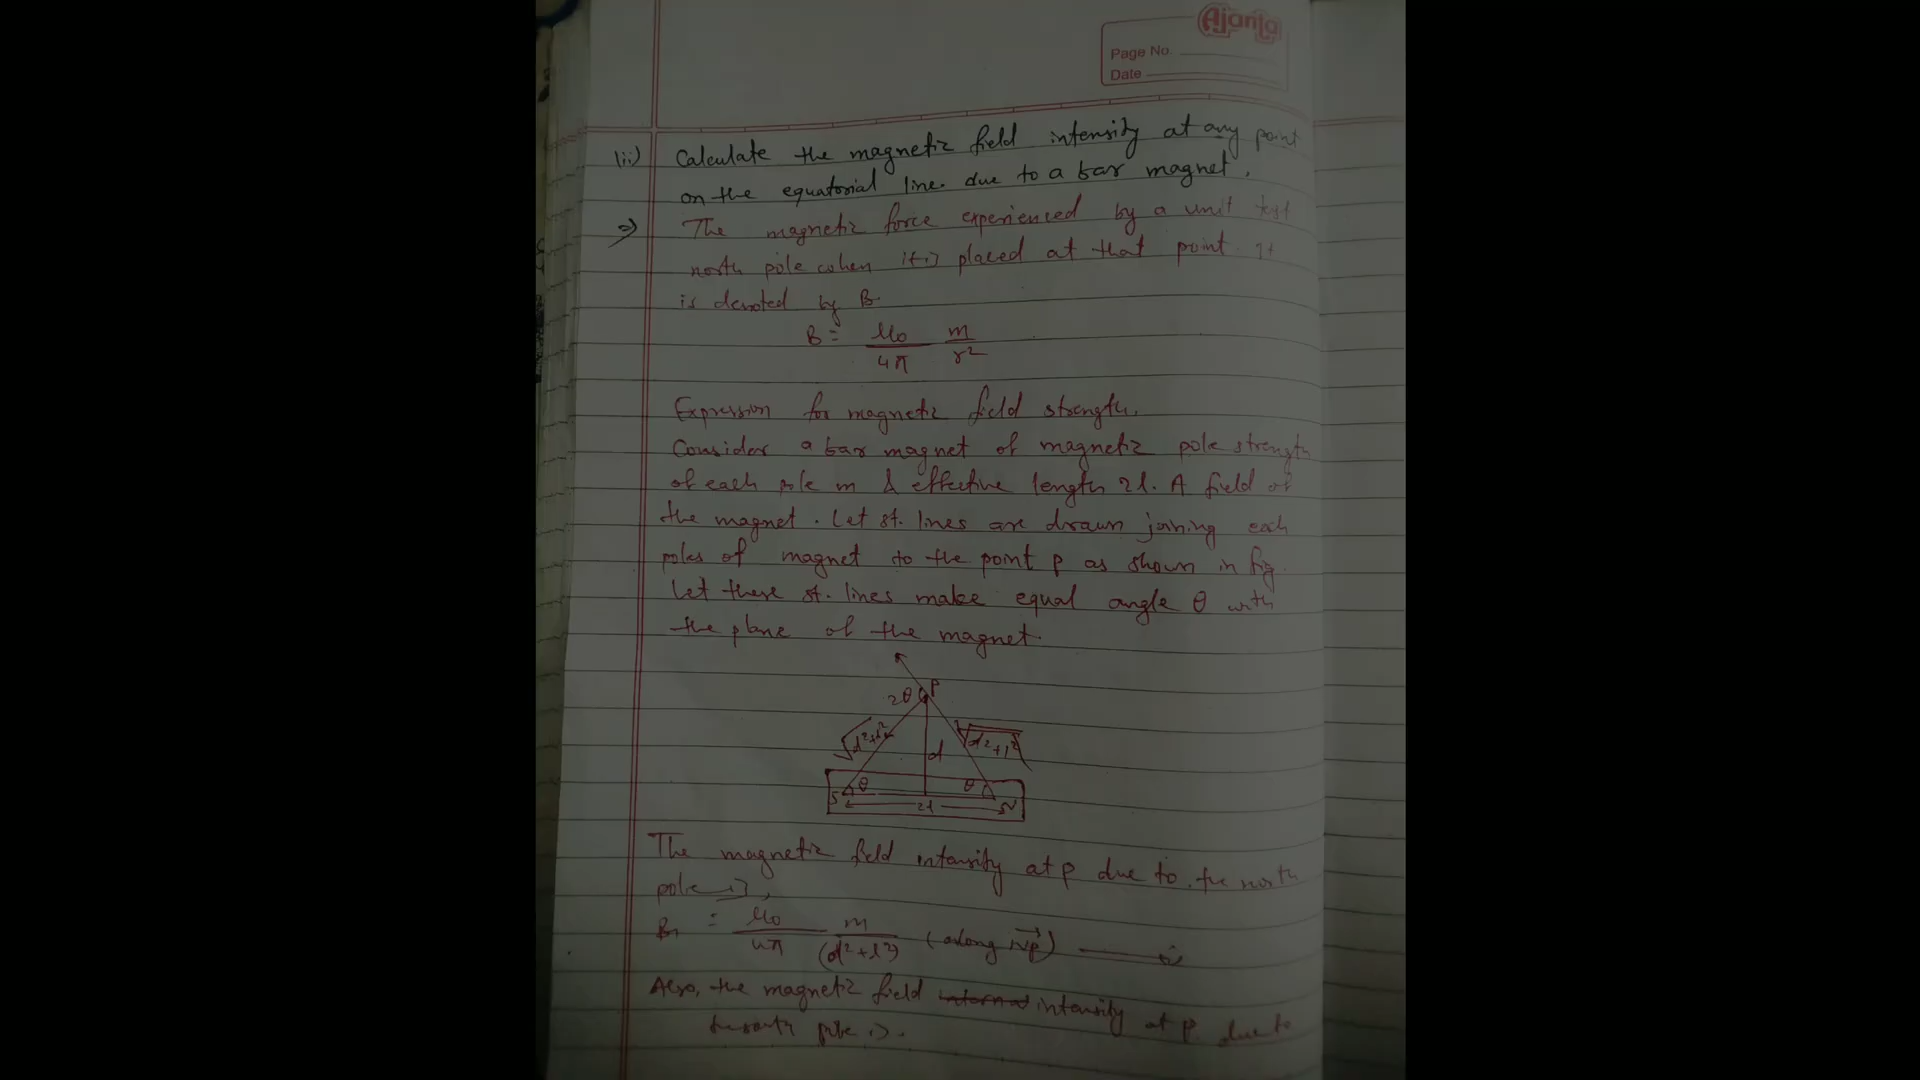 Ajanta
Page No.
Date
(ii) Calculate the magnetic field intensity at any point
on the equatorial line due to a bar magnet.
⇒ The magnetic force experienced by a unit test
north pole when it is placed at that point. It
is denoted by B.
B = μ0/4π m/r²
Expression for magnetic field strength.
Consider a bar magnet of magnetic pole strength
of each pole m & effective length 2l. A field of
the magnet. Let st. lines are drawn joining each
poles of magnet to the point P as shown in fig.
Let these st. lines make equal angle θ with
the plane of the magnet.
2θ P
√d²+l² d √d²+l²
θ θ
S 2l N
The magnetic field intensity at P due to the north
pole is,
B1 = μ0/4π m/(d²+l²) (along NP) — i
Also, the magnetic field intensity at P due to
pole is.